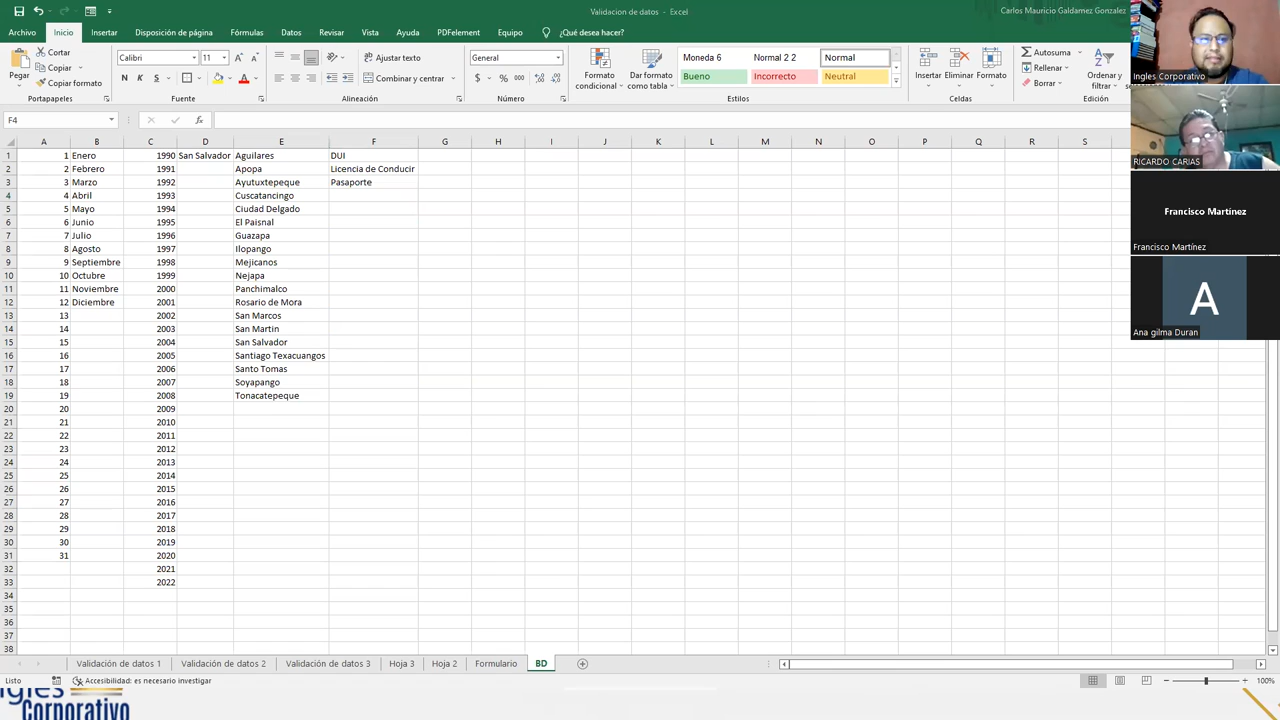 Validacion de datos - Excel
Carlos Mauricio Galdamez Gonzalez
Archivo Inicio Insertar Disposición de página Fórmulas Datos Revisar Vista Ayuda PDFelement Equipo ¿Qué desea hacer?
Pegar
Cortar
Copiar
Copiar formato
Portapapeles
Calibri 11
N K S
Fuente
Ajustar texto
Combinar y centrar
Alineación
General
$ % 000
Número
Formato condicional
Dar formato como tabla
Moneda 6 Normal 2 2 Normal
Bueno Incorrecto Neutral
Estilos
Insertar Eliminar Formato
Celdas
Autosuma
Rellenar
Borrar
Ordenar y filtrar
Edición
F4 fx
A B C D E F G H I J K L M N O P Q R S
1 1 Enero 1990 San Salvador Aguilares DUI
2 2 Febrero 1991 Apopa Licencia de Conducir
3 3 Marzo 1992 Ayutuxtepeque Pasaporte
4 4 Abril 1993 Cuscatancingo
5 5 Mayo 1994 Ciudad Delgado
6 6 Junio 1995 El Paisnal
7 7 Julio 1996 Guazapa
8 8 Agosto 1997 Ilopango
9 9 Septiembre 1998 Mejicanos
10 10 Octubre 1999 Nejapa
11 11 Noviembre 2000 Panchimalco
12 12 Diciembre 2001 Rosario de Mora
13 13 2002 San Marcos
14 14 2003 San Martin
15 15 2004 San Salvador
16 16 2005 Santiago Texacuangos
17 17 2006 Santo Tomas
18 18 2007 Soyapango
19 19 2008 Tonacatepeque
20 20 2009
21 21 2010
22 22 2011
23 23 2012
24 24 2013
25 25 2014
26 26 2015
27 27 2016
28 28 2017
29 29 2018
30 30 2019
31 31 2020
32 2021
33 2022
34
35
36
37
38
Validación de datos 1 Validación de datos 2 Validación de datos 3 Hoja 3 Hoja 2 Formulario BD
Listo Accesibilidad: es necesario investigar 100%
Ingles Corporativo
RICARDO CARIAS
Francisco Martínez
Francisco Martínez
A
Ana gilma Duran
Ingles
Corporativo